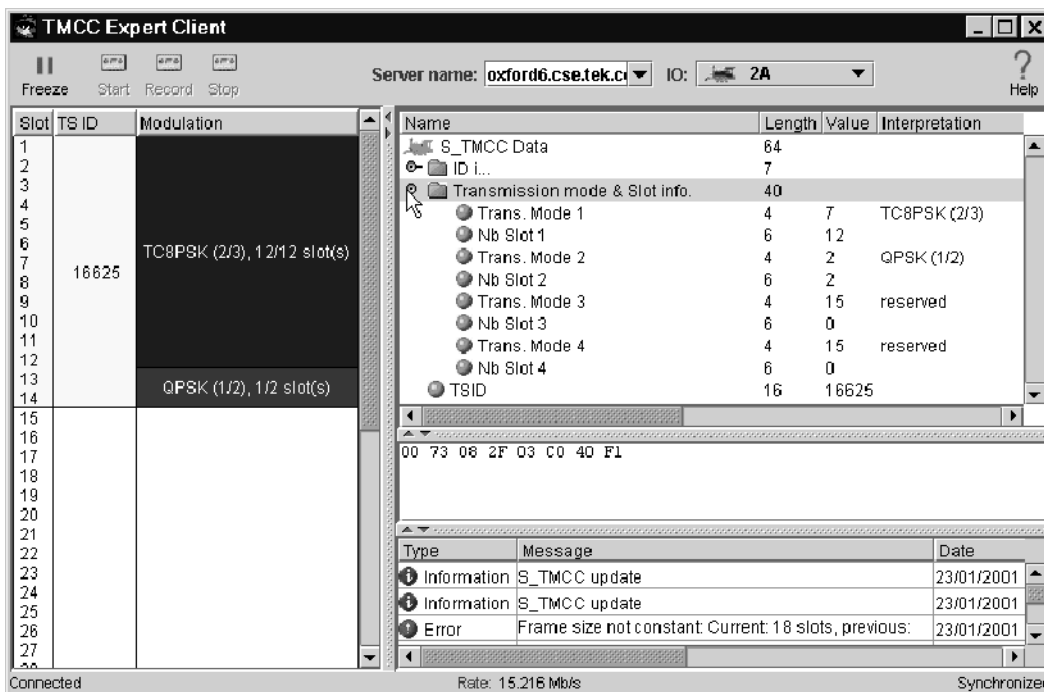 TMCC Expert Client
Freeze Start Record Stop
Server name: oxford6.cse.tek.c
IO: 2A
Help
Slot TS ID Modulation
1
2
3
4
5
6
7
8
9
10
11
12
13
14
15
16
17
18
19
20
21
22
23
24
25
26
27
16625
TC8PSK (2/3), 12/12 slot(s)
QPSK (1/2), 1/2 slot(s)
Name Length Value Interpretation
S_TMCC Data 64
ID i... 7
Transmission mode & Slot info. 40
Trans. Mode 1 4 7 TC8PSK (2/3)
Nb Slot 1 6 12
Trans. Mode 2 4 2 QPSK (1/2)
Nb Slot 2 6 2
Trans. Mode 3 4 15 reserved
Nb Slot 3 6 0
Trans. Mode 4 4 15 reserved
Nb Slot 4 6 0
TSID 16 16625
00 73 08 2F 03 C0 40 F1
Type Message Date
Information S_TMCC update 23/01/2001
Information S_TMCC update 23/01/2001
Error Frame size not constant: Current: 18 slots, previous: 23/01/2001
Connected Rate: 15.216 Mb/s Synchronized